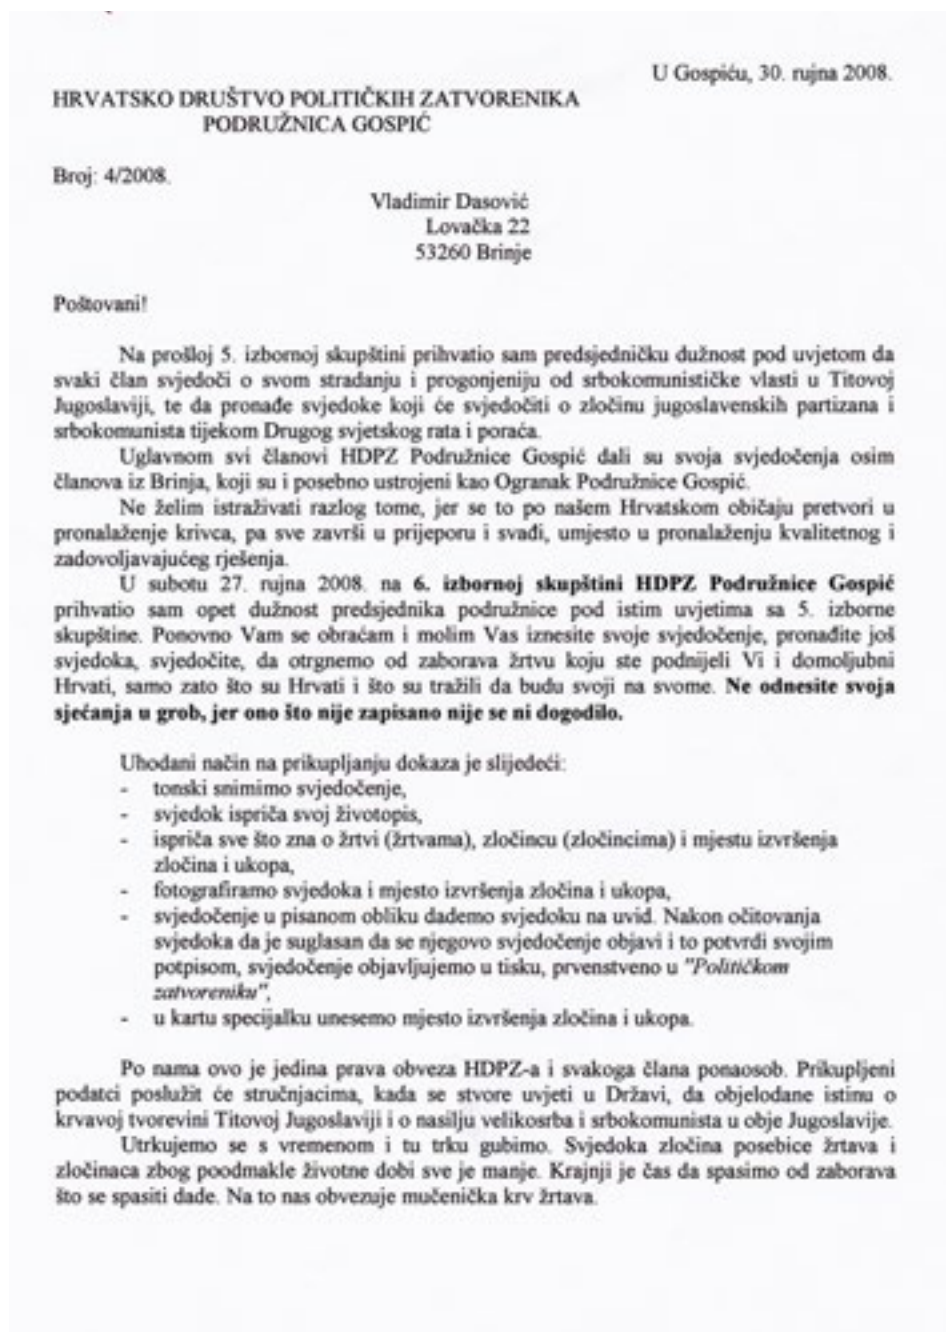 U Gospiću, 30. rujna 2008.
HRVATSKO DRUŠTVO POLITIČKIH ZATVORENIKA
PODRUŽNICA GOSPIĆ
Broj: 4/2008.
Vladimir Dasović
Lovačka 22
53260 Brinje
Poštovani!
Na prošloj 5. izbornoj skupštini prihvatio sam predsjedničku dužnost pod uvjetom da
svaki član svjedoči o svom stradanju i progonjeniju od srbokomunističke vlasti u Titovoj
Jugoslaviji, te da pronađe svjedoke koji će svjedočiti o zločinu jugoslavenskih partizana i
srbokomunista tijekom Drugog svjetskog rata i poraća.
Uglavnom svi članovi HDPZ Podružnice Gospić dali su svoja svjedočenja osim
članova iz Brinja, koji su i posebno ustrojeni kao Ogranak Podružnice Gospić.
Ne želim istraživati razlog tome, jer se to po našem Hrvatskom običaju pretvori u
pronalaženje krivca, pa sve završi u prijeporu i svađi, umjesto u pronalaženju kvalitetnog i
zadovoljavajućeg rješenja.
U subotu 27. rujna 2008. na 6. izbornoj skupštini HDPZ Podružnice Gospić
prihvatio sam opet dužnost predsjednika podružnice pod istim uvjetima sa 5. izborne
skupštine. Ponovno Vam se obraćam i molim Vas iznesite svoje svjedočenje, pronađite još
svjedoka, svjedočite, da otrgnemo od zaborava žrtvu koju ste podnijeli Vi i domoljubni
Hrvati, samo zato što su Hrvati i što su tražili da budu svoji na svome. Ne odnesite svoja
sjećanja u grob, jer ono što nije zapisano nije se ni dogodilo.
Uhodani način na prikupljanju dokaza je slijedeći:
- tonski snimimo svjedočenje,
- svjedok ispriča svoj životopis,
- ispriča sve što zna o žrtvi (žrtvama), zločincu (zločincima) i mjestu izvršenja
zločina i ukopa,
- fotografiramo svjedoka i mjesto izvršenja zločina i ukopa,
- svjedočenje u pisanom obliku dademo svjedoku na uvid. Nakon očitovanja
svjedoka da je suglasan da se njegovo svjedočenje objavi i to potvrdi svojim
potpisom, svjedočenje objavljujemo u tisku, prvenstveno u "Političkom
zatvoreniku",
- u kartu specijalku unesemo mjesto izvršenja zločina i ukopa.
Po nama ovo je jedina prava obveza HDPZ-a i svakoga člana ponaosob. Prikupljeni
podatci poslužit će stručnjacima, kada se stvore uvjeti u Državi, da objelodane istinu o
krvavoj tvorevini Titovoj Jugoslaviji i o nasilju velikosrba i srbokomunista u obje Jugoslavije.
Utrkujemo se s vremenom i tu trku gubimo. Svjedoka zločina posebice žrtava i
zločinaca zbog poodmakle životne dobi sve je manje. Krajnji je čas da spasimo od zaborava
što se spasiti dade. Na to nas obvezuje mučenička krv žrtava.